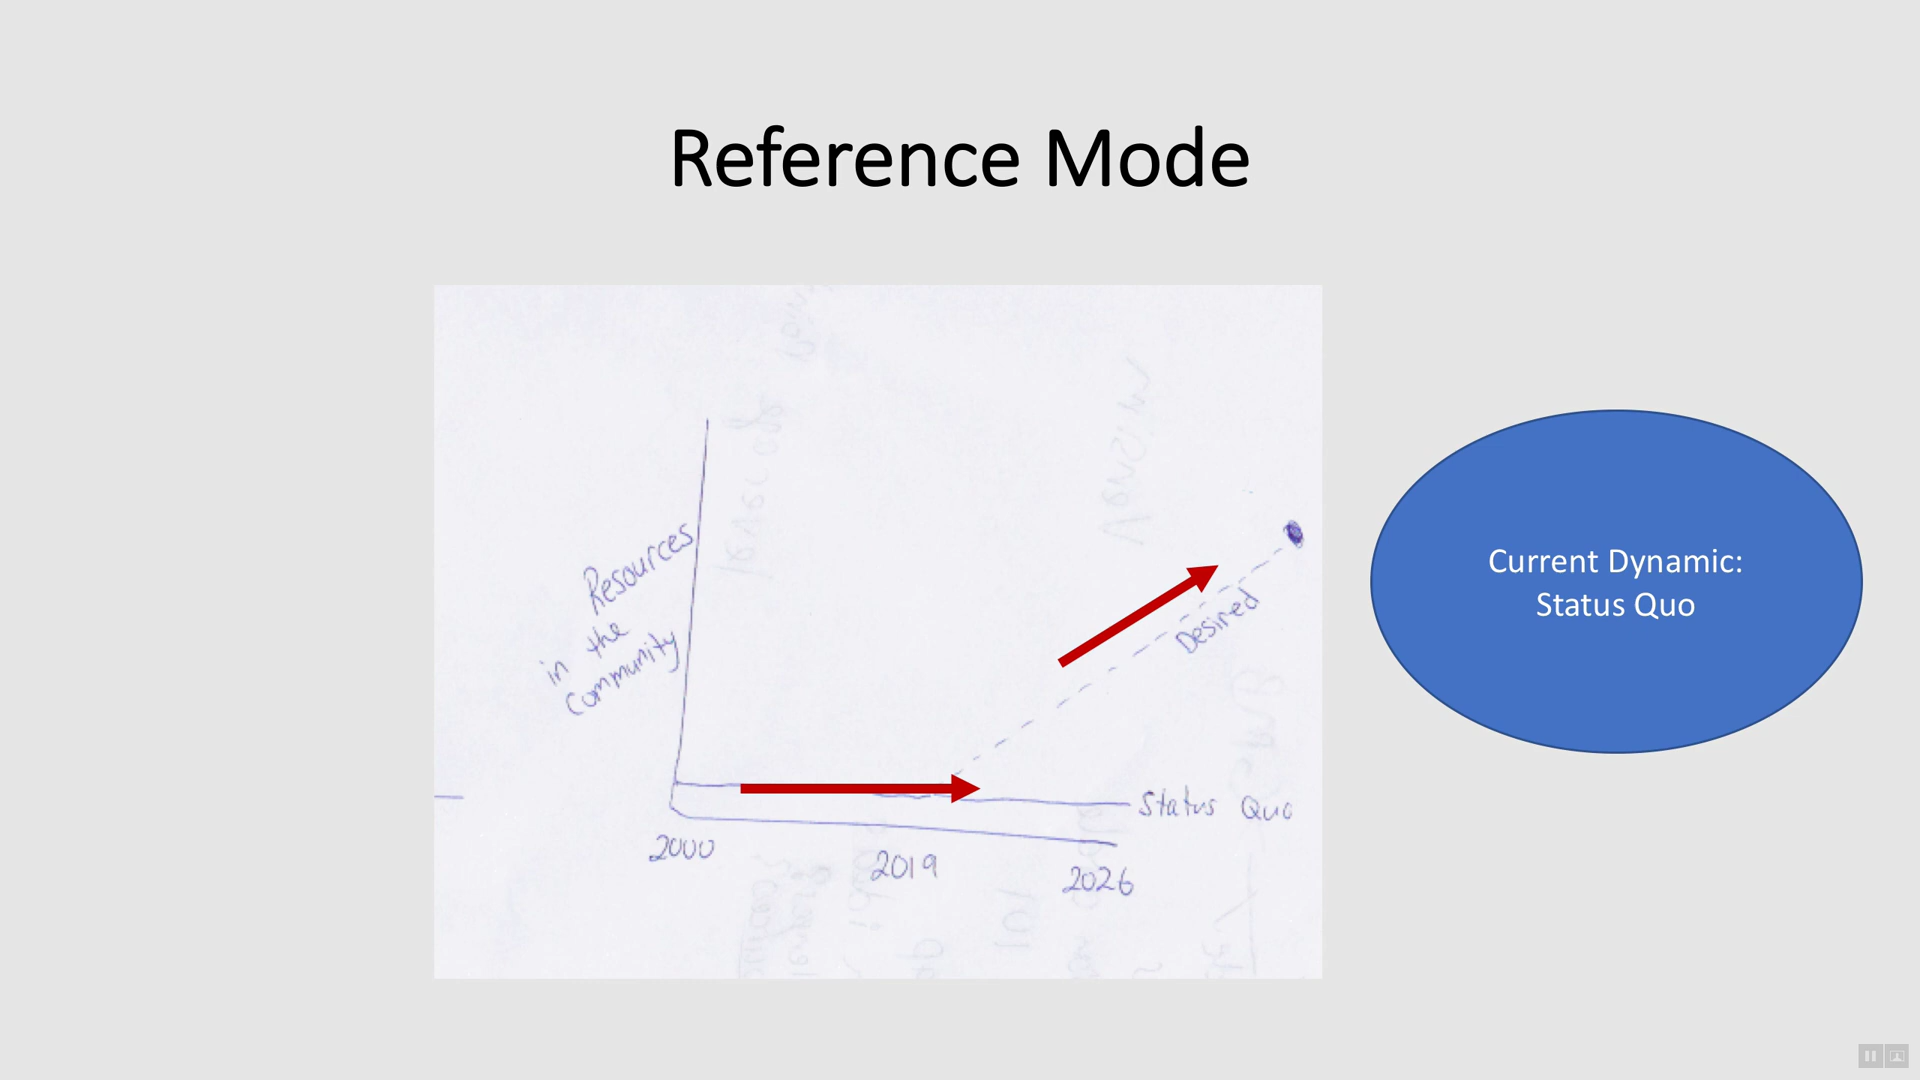 Reference Mode
Resources
in the
Community
Desired
Status Quo
2000
2019
2026
Current Dynamic:
Status Quo